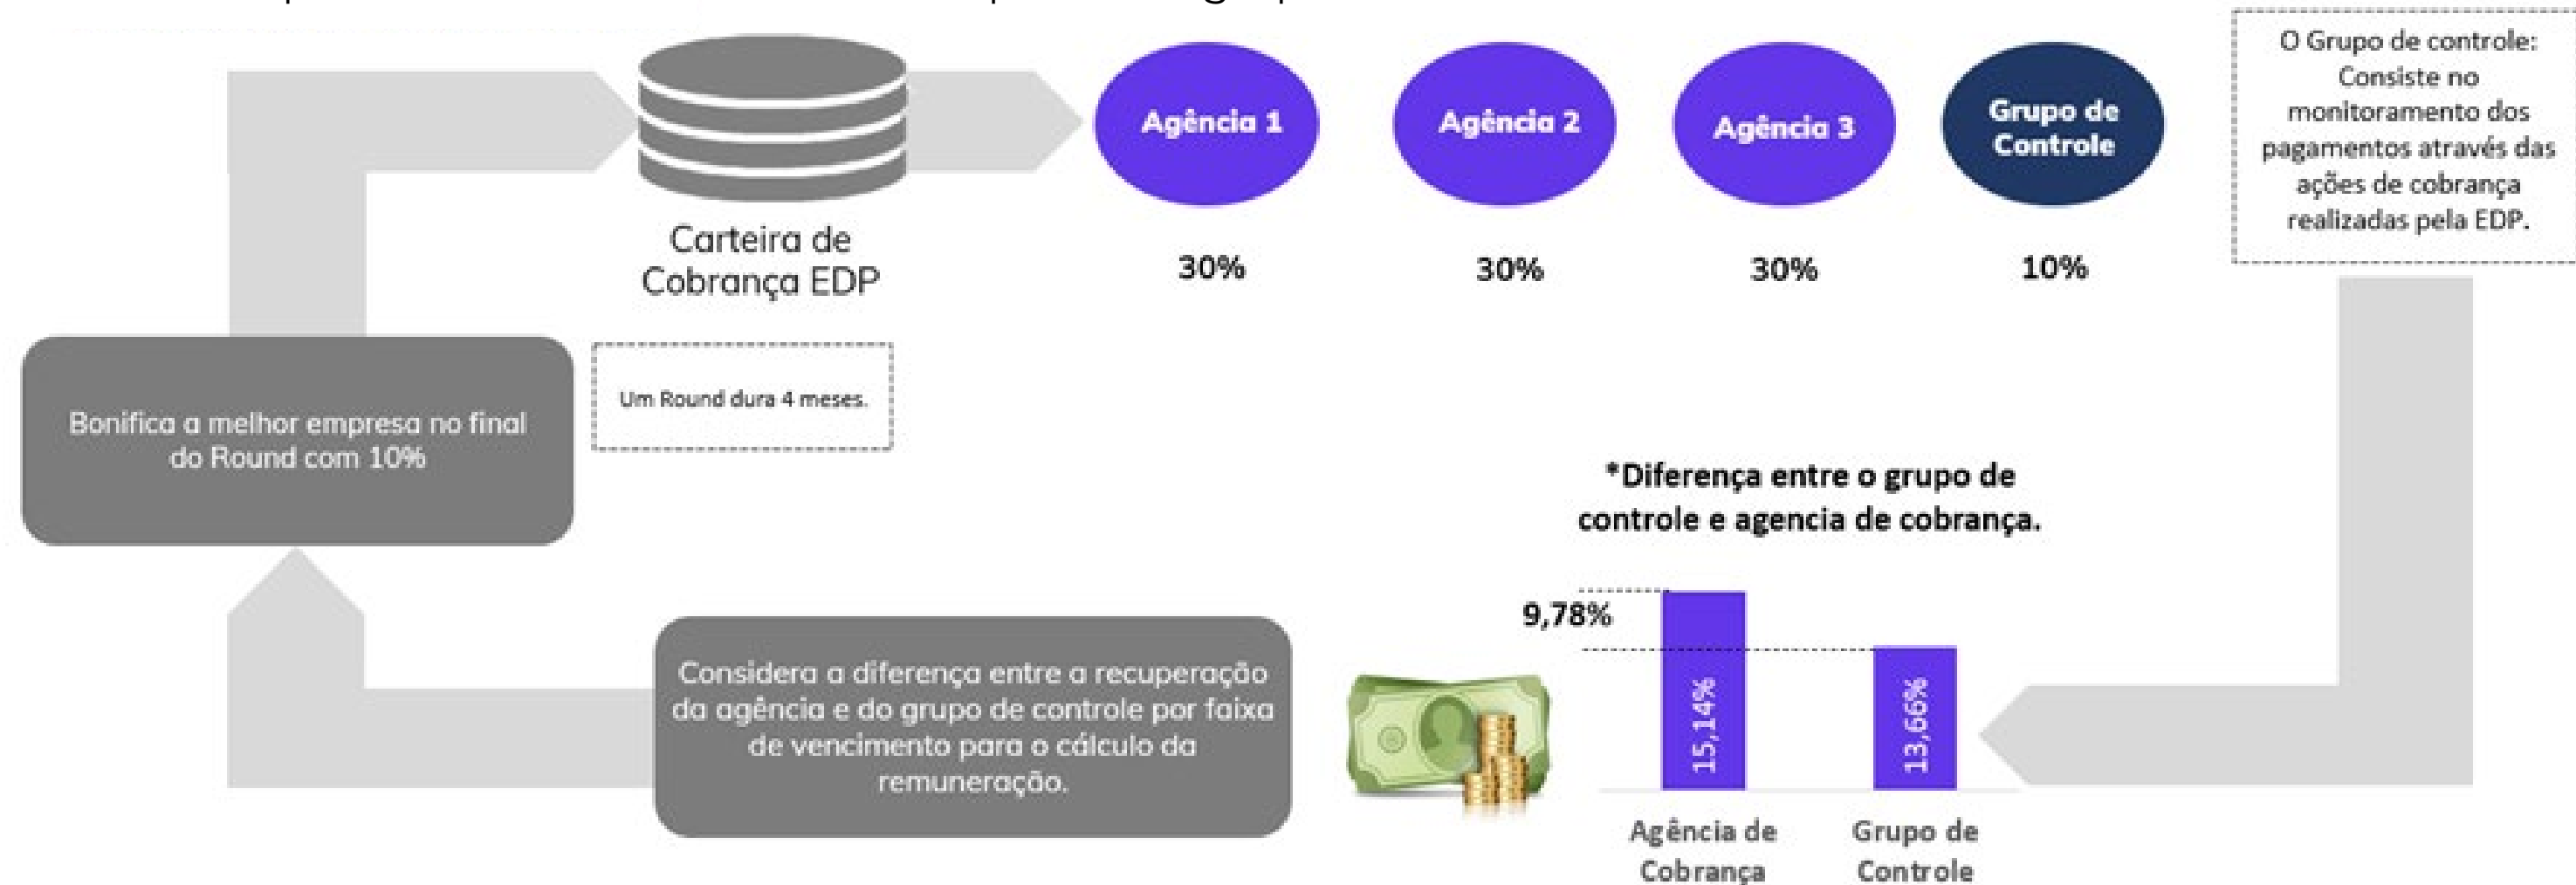 O Grupo de controle:
Consiste no
monitoramento dos
pagamentos através das
ações de cobrança
realizadas pela EDP.
Agência 1
Agência 2
Agência 3
Grupo de
Controle
Carteira de
Cobrança EDP
30%
30%
30%
10%
Bonifica a melhor empresa no final
do Round com 10%
Um Round dura 4 meses.
*Diferença entre o grupo de
controle e agencia de cobrança.
9,78%
15,14%
13,66%
Considera a diferença entre a recuperação
da agência e do grupo de controle por faixa
de vencimento para o cálculo da
remuneração.
Agência de
Cobrança
Grupo de
Controle